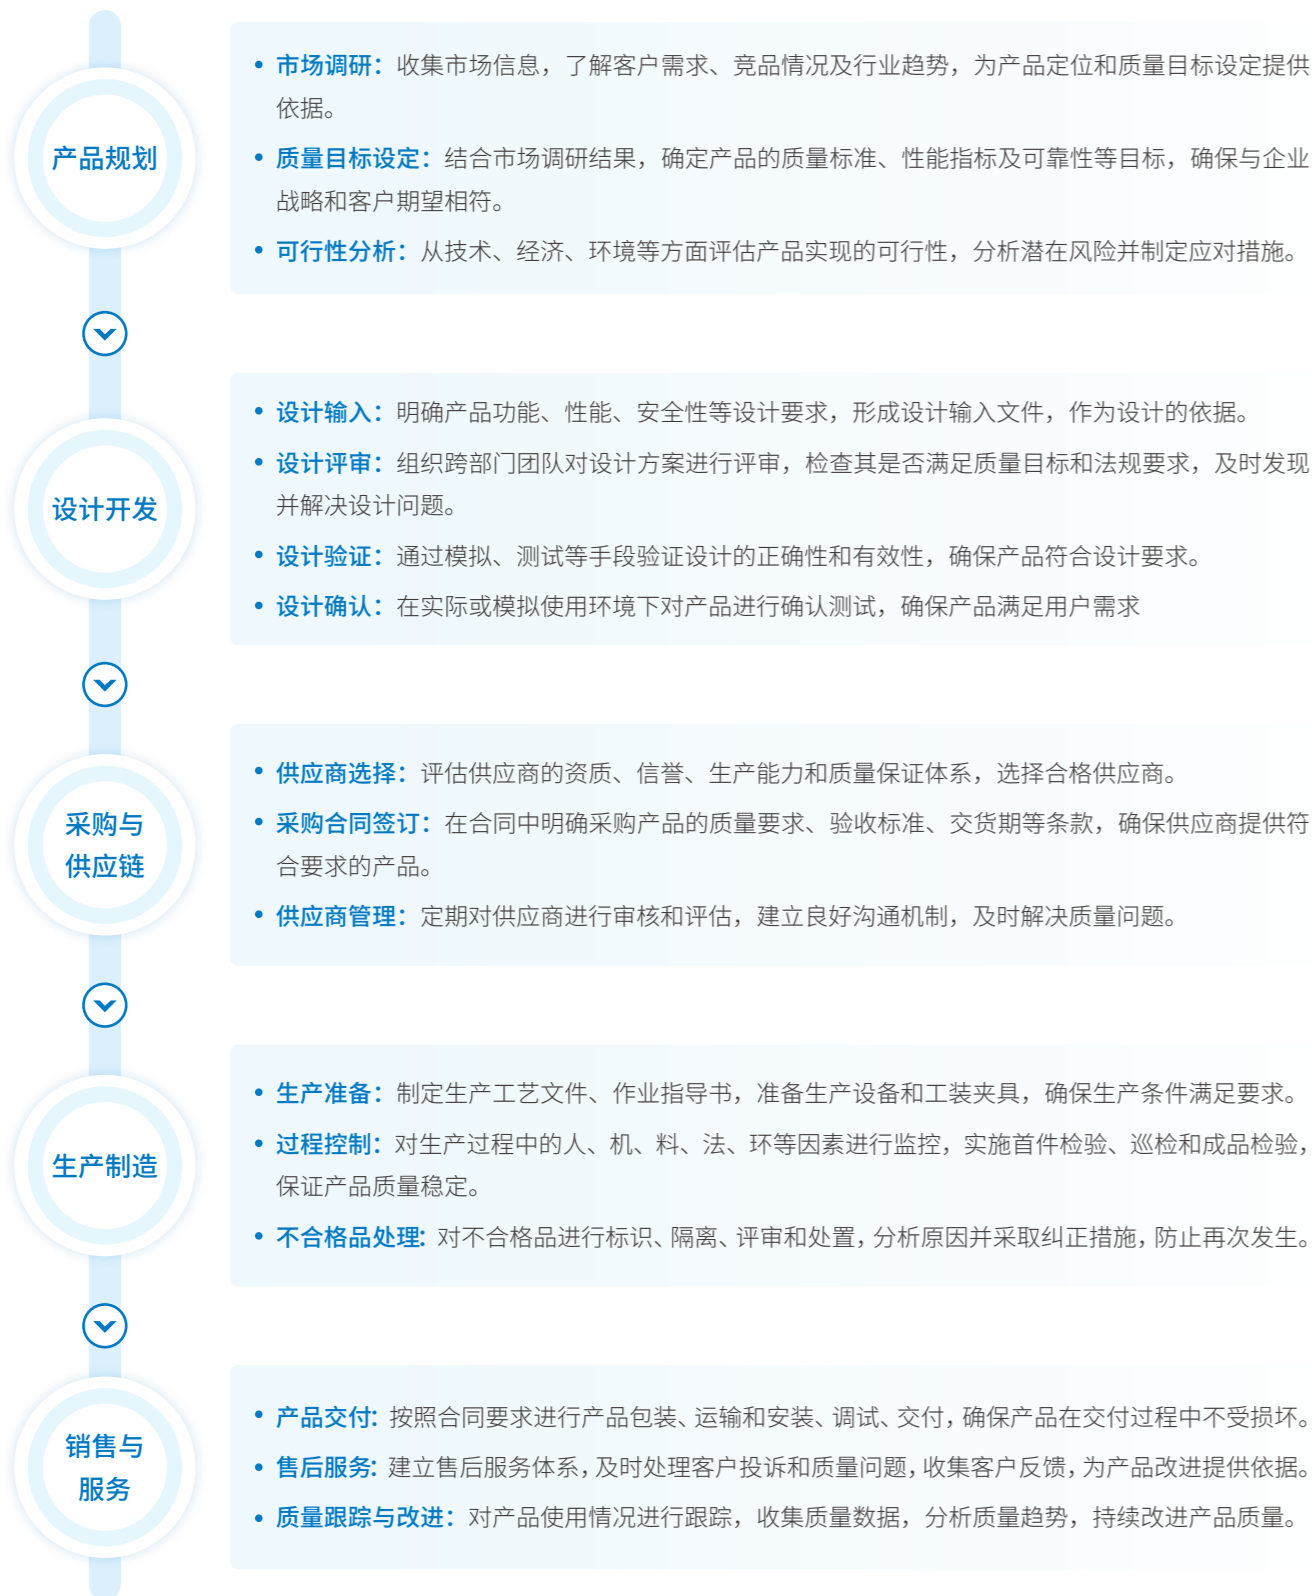 产品规划
• 市场调研：收集市场信息，了解客户需求、竞品情况及行业趋势，为产品定位和质量目标设定提供
依据。
• 质量目标设定：结合市场调研结果，确定产品的质量标准、性能指标及可靠性等目标，确保与企业
战略和客户期望相符。
• 可行性分析：从技术、经济、环境等方面评估产品实现的可行性，分析潜在风险并制定应对措施。
设计开发
• 设计输入：明确产品功能、性能、安全性等设计要求，形成设计输入文件，作为设计的依据。
• 设计评审：组织跨部门团队对设计方案进行评审，检查其是否满足质量目标和法规要求，及时发现
并解决设计问题。
• 设计验证：通过模拟、测试等手段验证设计的正确性和有效性，确保产品符合设计要求。
• 设计确认：在实际或模拟使用环境下对产品进行确认测试，确保产品满足用户需求
采购与
供应链
• 供应商选择：评估供应商的资质、信誉、生产能力和质量保证体系，选择合格供应商。
• 采购合同签订：在合同中明确采购产品的质量要求、验收标准、交货期等条款，确保供应商提供符
合要求的产品。
• 供应商管理：定期对供应商进行审核和评估，建立良好沟通机制，及时解决质量问题。
生产制造
• 生产准备：制定生产工艺文件、作业指导书，准备生产设备和工装夹具，确保生产条件满足要求。
• 过程控制：对生产过程中的人、机、料、法、环等因素进行监控，实施首件检验、巡检和成品检验，
保证产品质量稳定。
• 不合格品处理：对不合格品进行标识、隔离、评审和处置，分析原因并采取纠正措施，防止再次发生。
销售与
服务
• 产品交付：按照合同要求进行产品包装、运输和安装、调试、交付，确保产品在交付过程中不受损坏。
• 售后服务：建立售后服务体系，及时处理客户投诉和质量问题，收集客户反馈，为产品改进提供依据。
• 质量跟踪与改进：对产品使用情况进行跟踪，收集质量数据，分析质量趋势，持续改进产品质量。